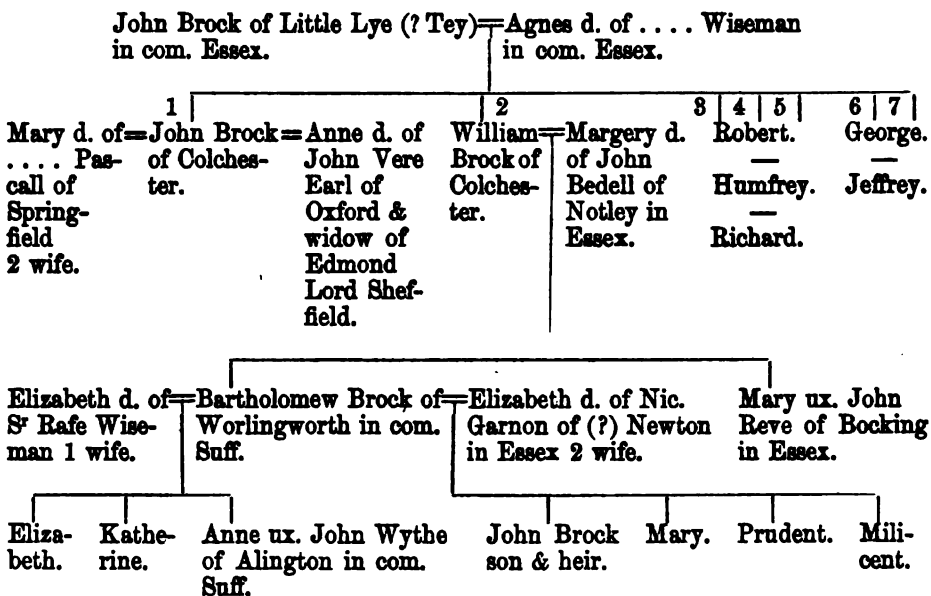 John Brock of Little Lye (? Tey)=Agnes d. of .... Wiseman
in com. Essex.
in com. Essex.
1
2
3 | 4 | 5 |
6 | 7 |
Mary d. of=John Brock=Anne d. of
.... Pas-
call of
Spring-
field
2 wife.
of Colches-
ter.
John Vere
Earl of
Oxford &
widow of
Edmond
Lord Shef-
field.
William=Margery d.
Brock of
Colches-
ter.
of John
Bedell of
Notley in
Essex.
Robert.
—
Humfrey.
—
Richard.
George.
—
Jeffrey.
Elizabeth d. of=Bartholomew Brock of=Elizabeth d. of Nic.
Sʳ Rafe Wise-
man 1 wife.
Worlingworth in com.
Suff.
Garnon of (?) Newton
in Essex 2 wife.
Mary ux. John
Reve of Bocking
in Essex.
Eliza-
beth.
Kathe-
rine.
Anne ux. John Wythe
of Alington in com.
Suff.
John Brock
son & heir.
Mary.
Prudent.
Mili-
cent.